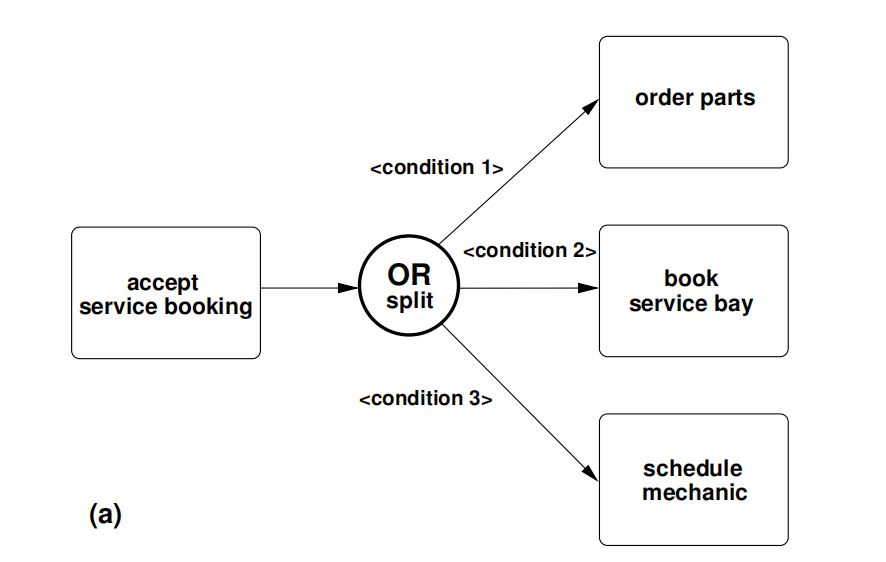 order parts
<condition 1>
<condition 2>
accept
service booking
OR
split
book
service bay
<condition 3>
schedule
mechanic
(a)